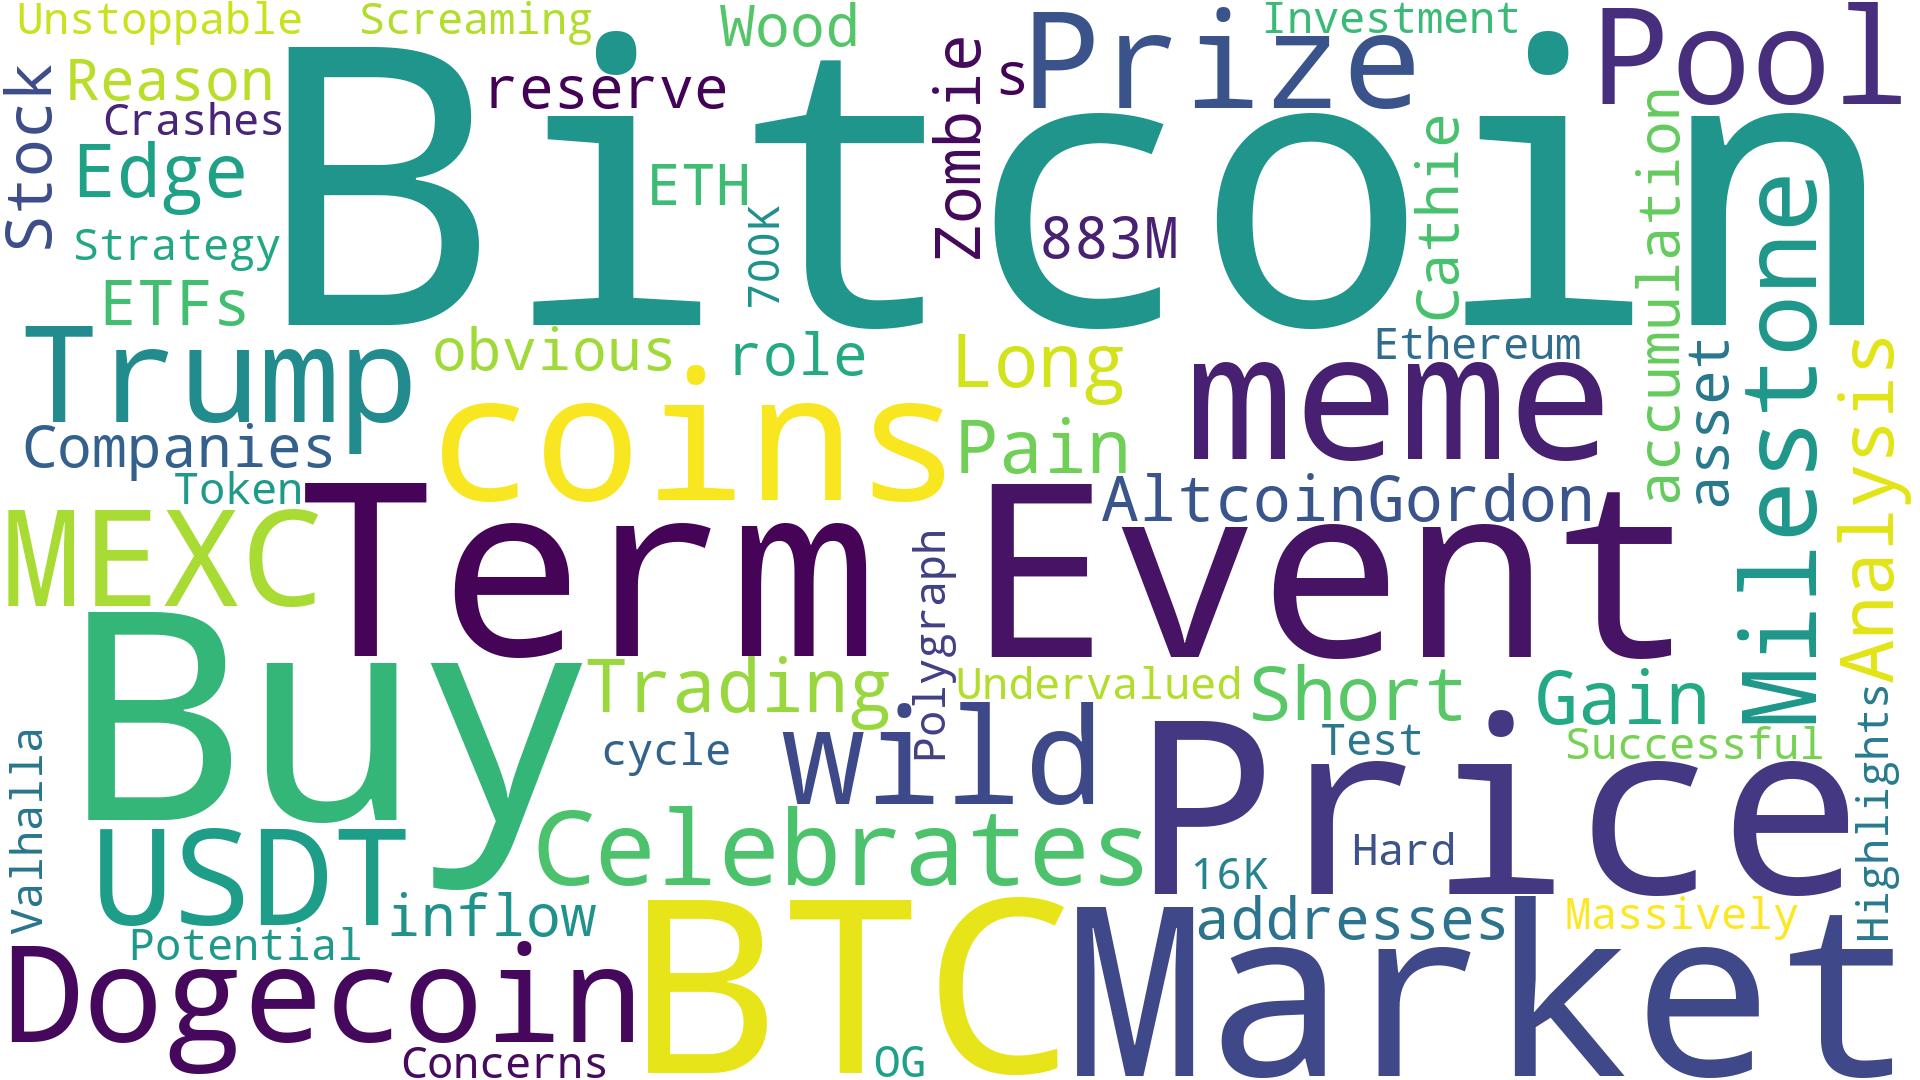 Unstoppable
Screaming
Wood
Investment
Prize
Pool
Stock
Reason
Bitcoin
reserve
Zombie
s
Crashes
Edge
ETH
700K
883M
Cathie
accumulation
Milestone
Strategy
ETFs
Trump
obvious
role
Long
Ethereum
meme
asset
Analysis
Companies
coins
Pain
Token
AltcoinGordon
MEXC
Term
Event
Polygraph
Buy
Trading
Undervalued
Short
Gain
Highlights
cycle
Wild
Price
Test
Successful
Valhalla
USDT
Celebrates
16K
Hard
inflow
addresses
Massively
Potential
Dogecoin
BTC
Market
Concerns
OG